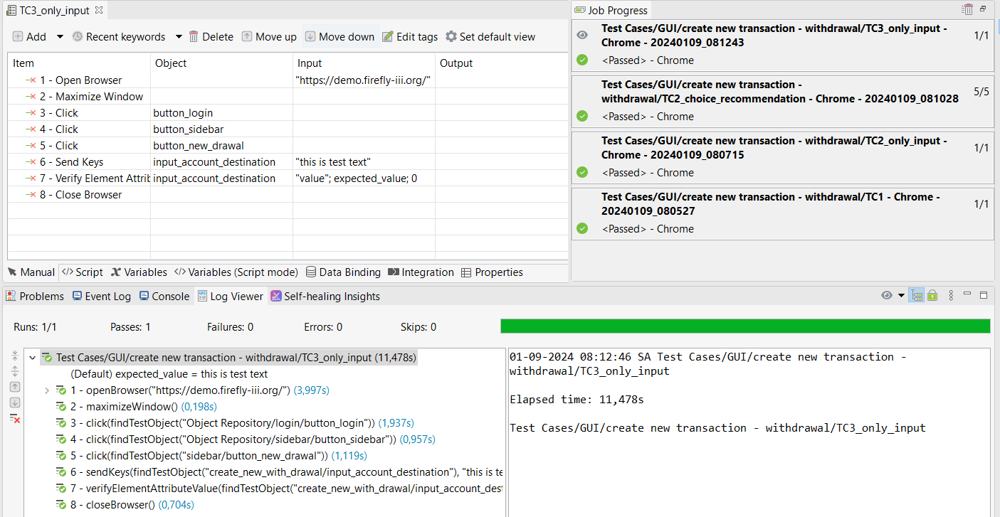 TC3_only_input
Add Recent keywords Delete Move up Move down Edit tags Set default view
Item Object Input Output
1 - Open Browser "https://demo.firefly-iii.org/"
2 - Maximize Window
3 - Click button_login
4 - Click button_sidebar
5 - Click button_new_drawal
6 - Send Keys input_account_destination "this is test text"
7 - Verify Element Attrib input_account_destination "value"; expected_value; 0
8 - Close Browser
Manual Script Variables Variables (Script mode) Data Binding Integration Properties
Job Progress
Test Cases/GUI/create new transaction - withdrawal/TC3_only_input -
Chrome - 20240109_081243
1/1
<Passed> - Chrome
Test Cases/GUI/create new transaction -
withdrawal/TC2_choice_recommendation - Chrome - 20240109_081028
5/5
<Passed> - Chrome
Test Cases/GUI/create new transaction - withdrawal/TC2_only_input -
Chrome - 20240109_080715
1/1
<Passed> - Chrome
Test Cases/GUI/create new transaction - withdrawal/TC1 - Chrome -
20240109_080527
1/1
<Passed> - Chrome
Problems Event Log Console Log Viewer Self-healing Insights
Runs: 1/1 Passes: 1 Failures: 0 Errors: 0 Skips: 0
Test Cases/GUI/create new transaction - withdrawal/TC3_only_input (11,478s)
(Default) expected_value = this is test text
1 - openBrowser("https://demo.firefly-iii.org/") (3,997s)
2 - maximizeWindow() (0,198s)
3 - click(findTestObject("Object Repository/login/button_login")) (1,937s)
4 - click(findTestObject("Object Repository/sidebar/button_sidebar")) (0,957s)
5 - click(findTestObject("sidebar/button_new_drawal")) (1,119s)
6 - sendKeys(findTestObject("create_new_with_drawal/input_account_destination"), "this is te
7 - verifyElementAttributeValue(findTestObject("create_new_with_drawal/input_account_dest
8 - closeBrowser() (0,704s)
01-09-2024 08:12:46 SA Test Cases/GUI/create new transaction -
withdrawal/TC3_only_input
Elapsed time: 11,478s
Test Cases/GUI/create new transaction - withdrawal/TC3_only_input